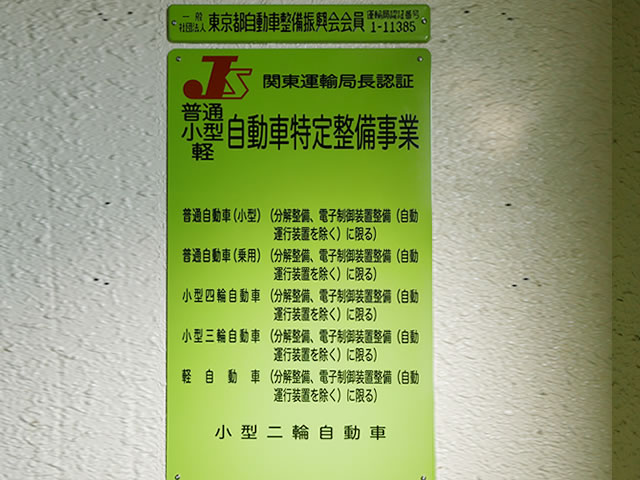 一般社団法人 東京都自動車整備振興会会員 運輸局認証番号 1-11385
JS 関東運輸局長認証
普通 小型 軽 自動車特定整備事業
普通自動車(小型) (分解整備、電子制御装置整備(自動
運行装置を除く)に限る)
普通自動車(乗用) (分解整備、電子制御装置整備(自動
運行装置を除く)に限る)
小型四輪自動車 (分解整備、電子制御装置整備(自動
運行装置を除く)に限る)
小型三輪自動車 (分解整備、電子制御装置整備(自動
運行装置を除く)に限る)
軽自動車 (分解整備、電子制御装置整備(自動
運行装置を除く)に限る)
小型二輪自動車